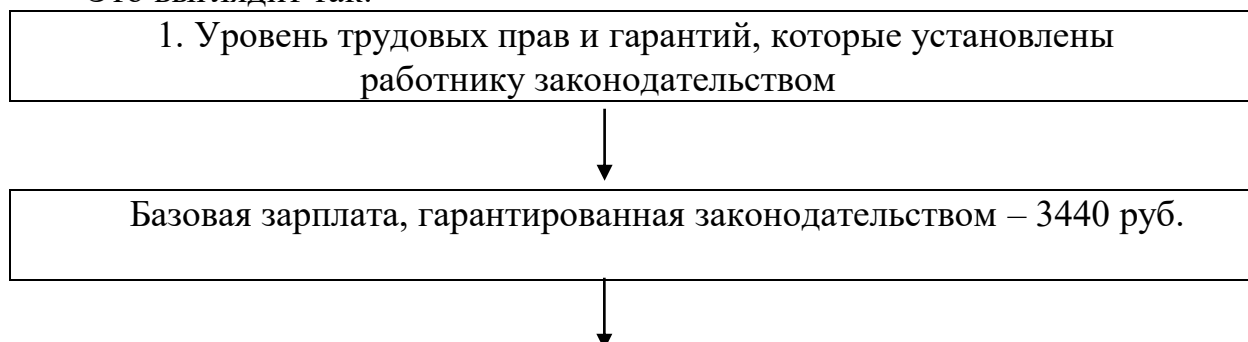 1. Уровень трудовых прав и гарантий, которые установлены
работнику законодательством
Базовая зарплата, гарантированная законодательством – 3440 руб.